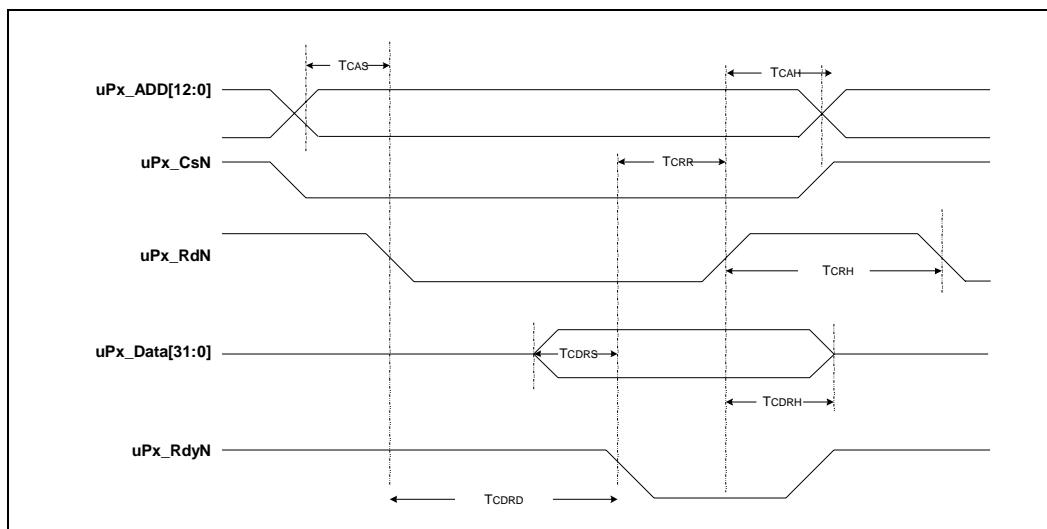 TCAS
uPx_ADD[12:0]
TCAH
uPx_CsN
TCRR
uPx_RdN
TCRH
uPx_Data[31:0]
TCDRS
TCDRH
uPx_RdyN
TCDRD